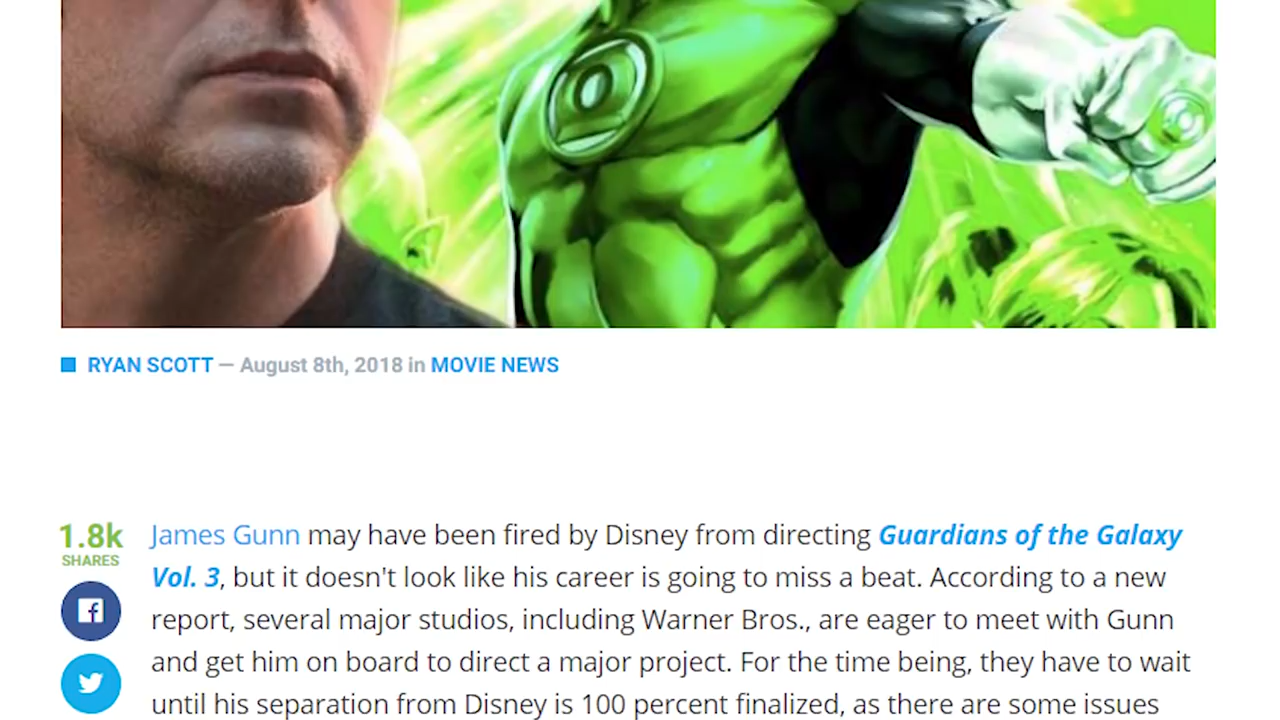 RYAN SCOTT — August 8th, 2018 in MOVIE NEWS
1.8k
SHARES
James Gunn may have been fired by Disney from directing Guardians of the Galaxy
Vol. 3, but it doesn't look like his career is going to miss a beat. According to a new
report, several major studios, including Warner Bros., are eager to meet with Gunn
and get him on board to direct a major project. For the time being, they have to wait
until his separation from Disney is 100 percent finalized, as there are some issues